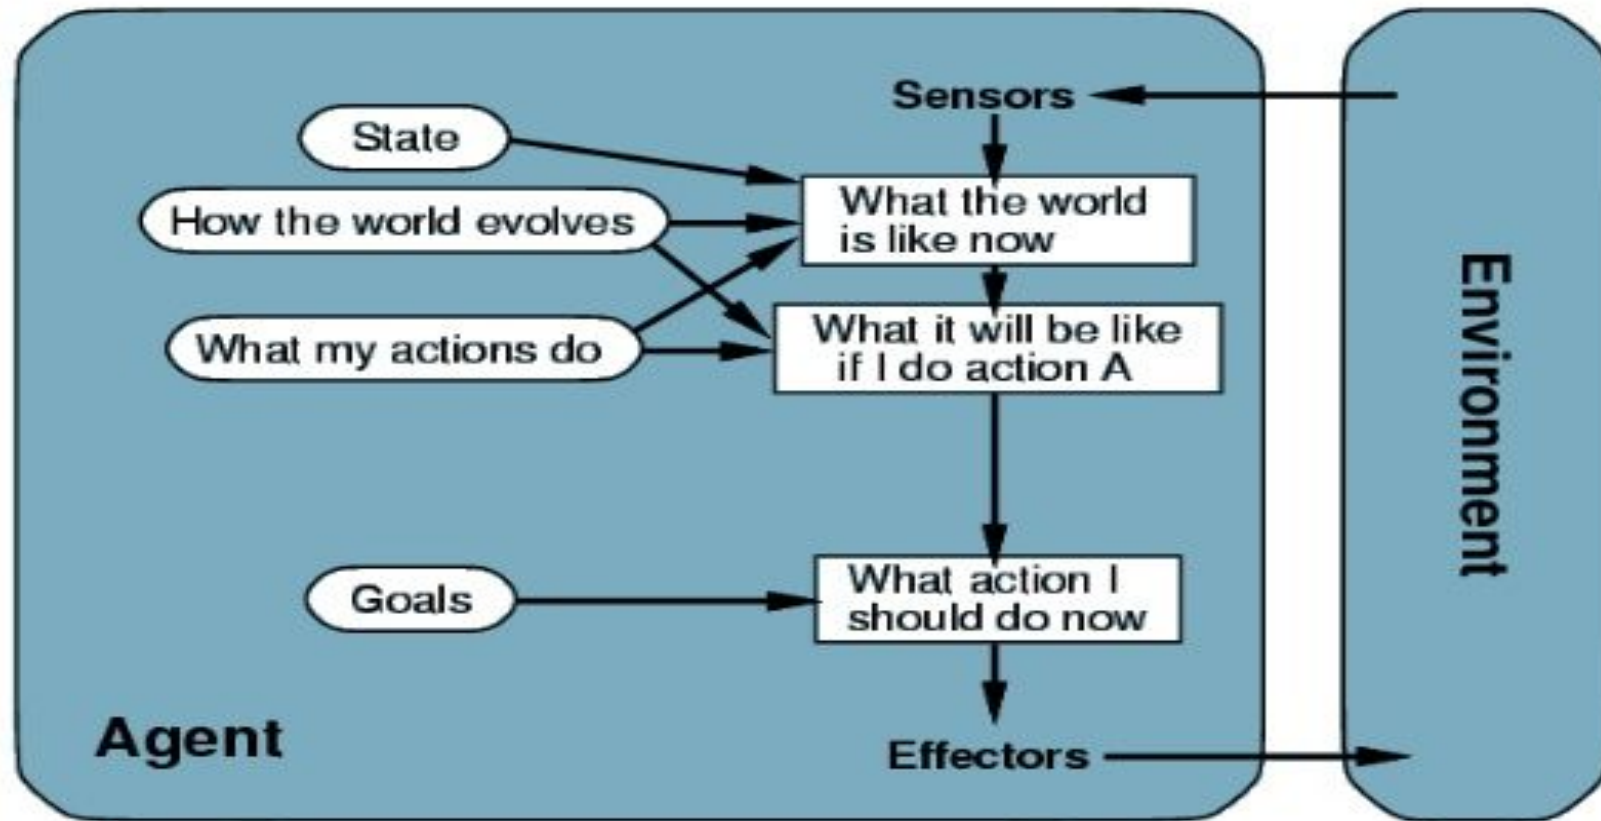 Sensors
State
What the world
is like now
How the world evolves
What my actions do
What it will be like
if I do action A
Goals
What action I
should do now
Agent
Effectors
Environment